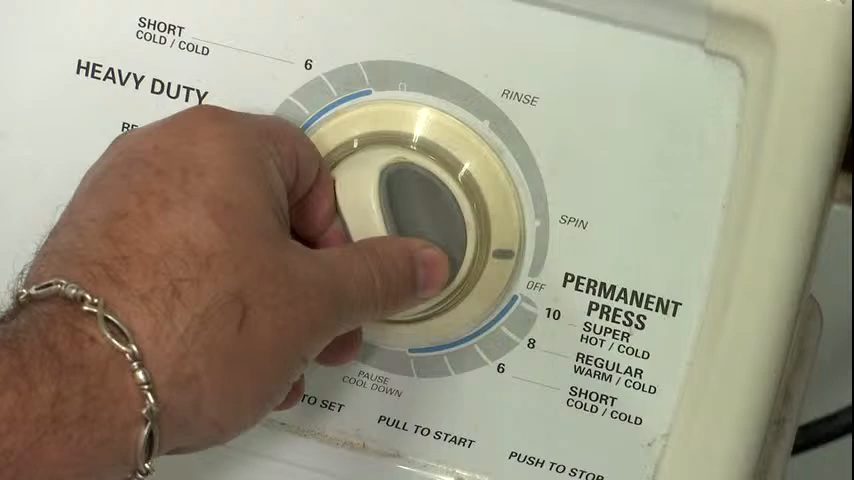 SHORT
COLD / COLD
6
HEAVY DUTY
RINSE
SPIN
OFF
PERMANENT
PRESS
10
SUPER
HOT / COLD
8
REGULAR
WARM / COLD
6
SHORT
COLD / COLD
PAUSE
COOL DOWN
TO SET
PULL TO START
PUSH TO STOP